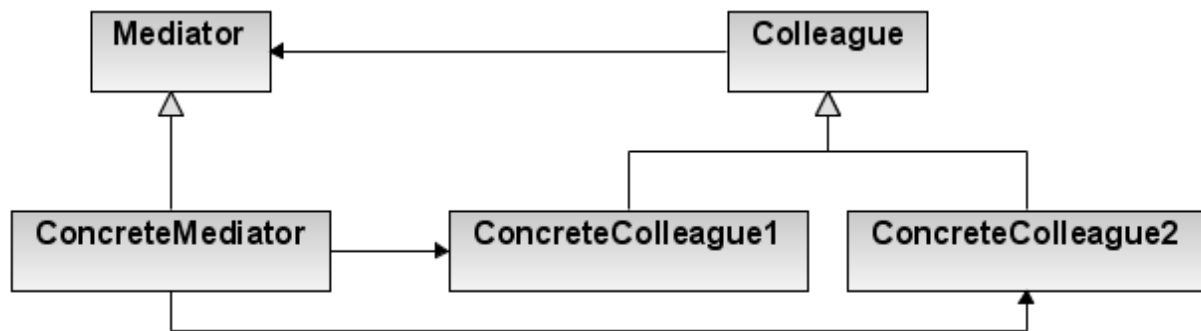 Mediator
Colleague
ConcreteMediator
ConcreteColleague1
ConcreteColleague2